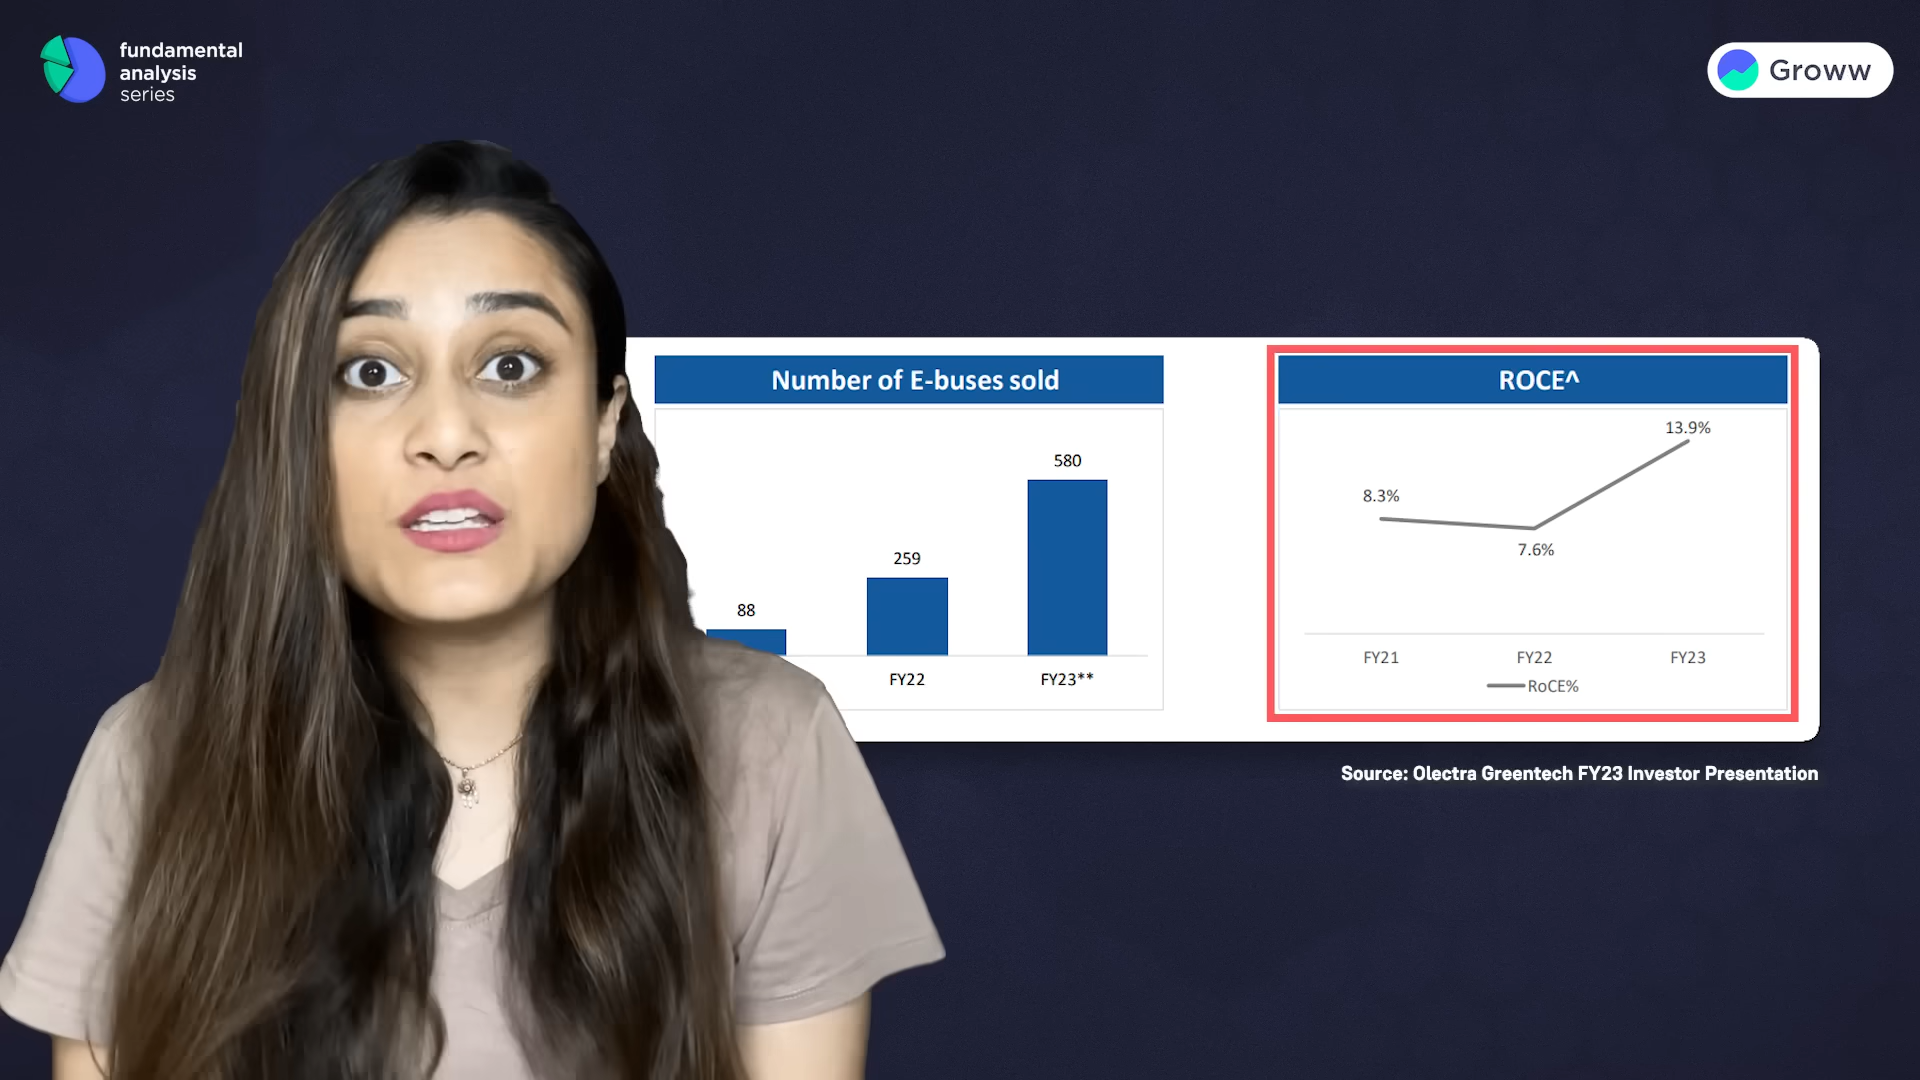 fundamental
analysis
series
Groww
Number of E-buses sold
88
259
580
FY22
FY23**
ROCE^
8.3%
7.6%
13.9%
FY21
FY22
FY23
RoCE%
Source: Olectra Greentech FY23 Investor Presentation